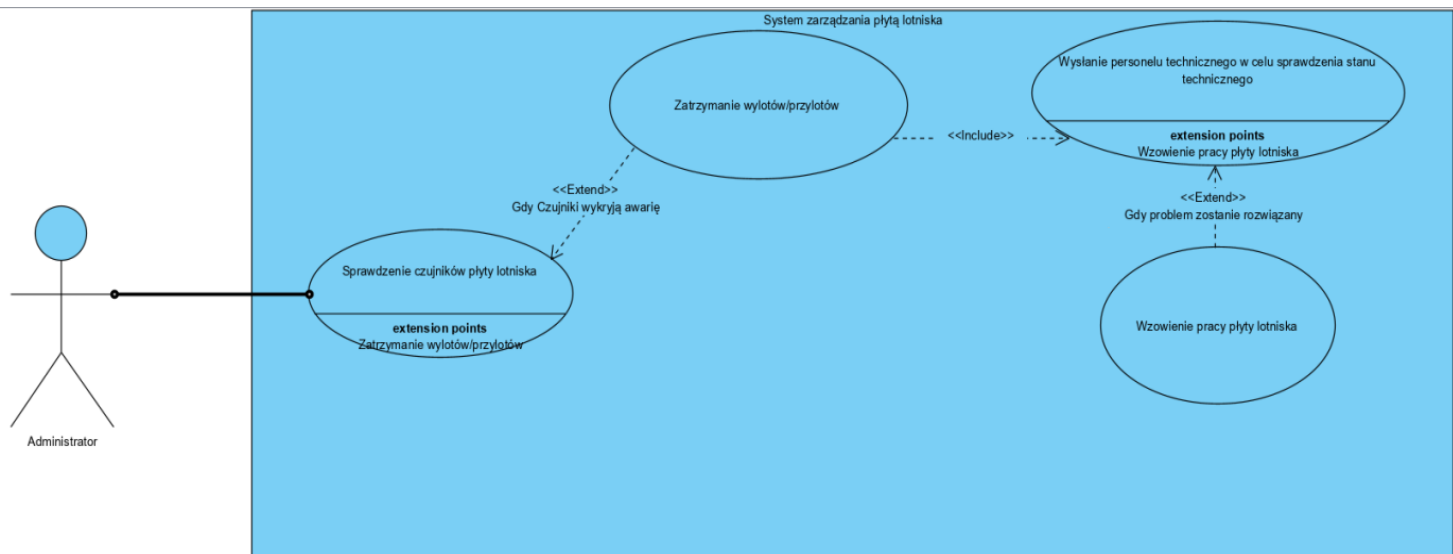 System zarządzania płytą lotniska
Zatrzymanie wylotów/przylotów
Wysłanie personelu technicznego w celu sprawdzenia stanu
technicznego
extension points
Wzowienie pracy płyty lotniska
<<Include>>
<<Extend>>
Gdy Czujniki wykryją awarię
<<Extend>>
Gdy problem zostanie rozwiązany
Sprawdzenie czujników płyty lotniska
extension points
Zatrzymanie wylotów/przylotów
Wzowienie pracy płyty lotniska
Administrator